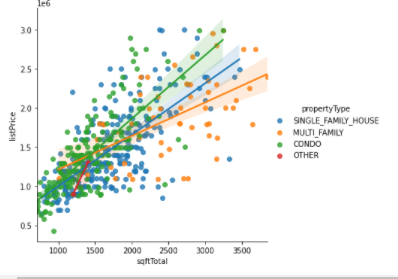 1e6
3.0
2.5
2.0
1.5
1.0
0.5
listPrice
1000 1500 2000 2500 3000 3500
sqftTotal
propertyType
SINGLE_FAMILY_HOUSE
MULTI_FAMILY
CONDO
OTHER